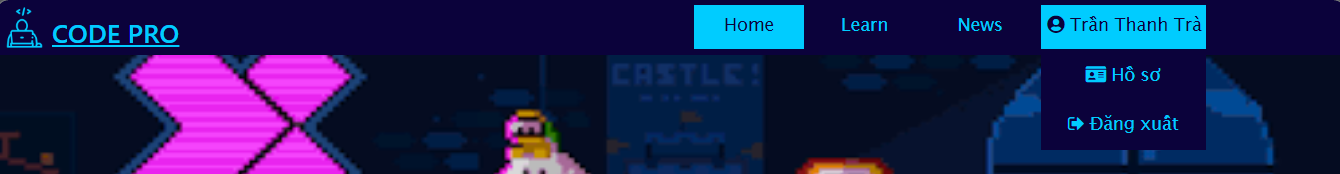 CODE PRO
Home Learn News Trần Thanh Trà
CASTLE!
Hồ sơ
Đăng xuất